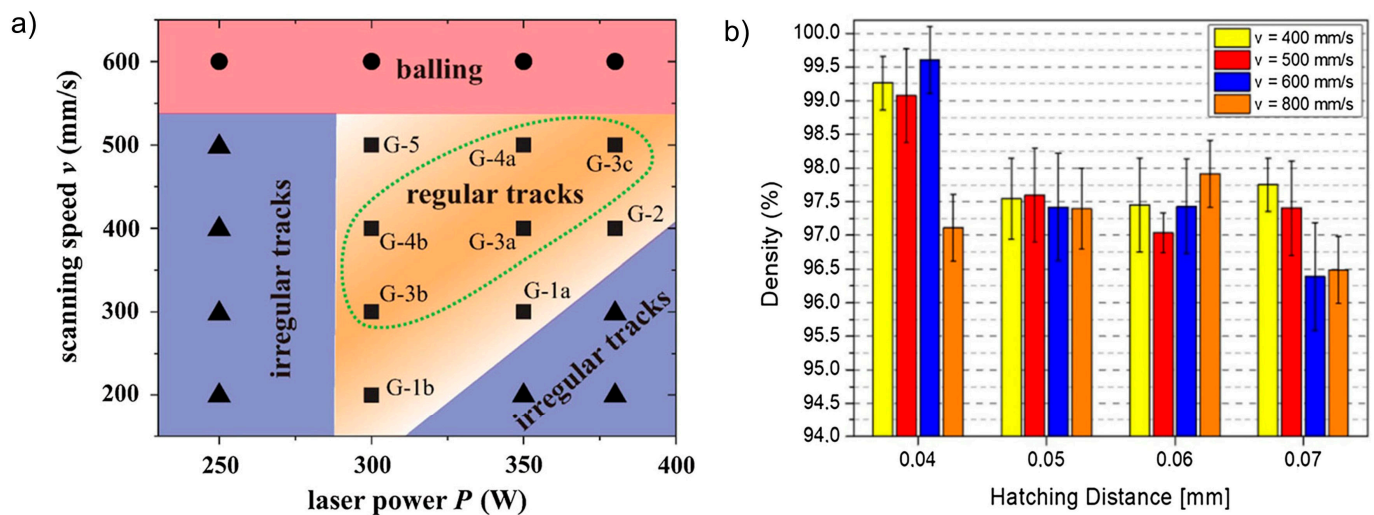 a)
scanning speed v (mm/s)
600
500
400
300
200
balling
G-5
G-4a
G-3c
regular tracks
G-2
G-4b
G-3a
G-3b
G-1a
G-1b
irregular tracks
irregular tracks
250
300
350
400
laser power P (W)
b)
Density (%)
100.0
99.5
99.0
98.5
98.0
97.5
97.0
96.5
96.0
95.5
95.0
94.5
94.0
v = 400 mm/s
v = 500 mm/s
v = 600 mm/s
v = 800 mm/s
0.04
0.05
0.06
0.07
Hatching Distance [mm]